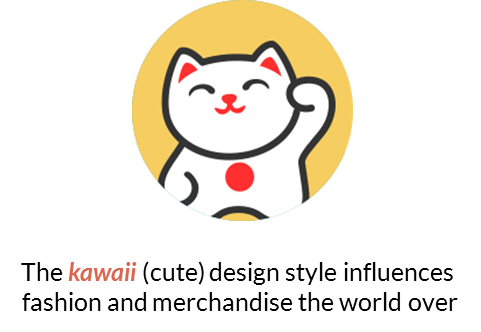 The kawaii (cute) design style influences
fashion and merchandise the world over